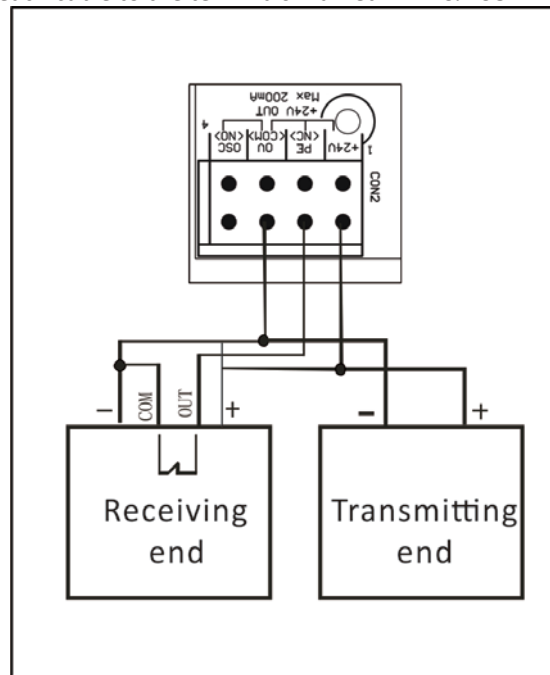 1 +24V PE 0V OSC
<NC> <COM> <NO> 4
+24V OUT
Max 200mA
CON2
− COM OUT +
- +
Receiving
end
Transmitting
end